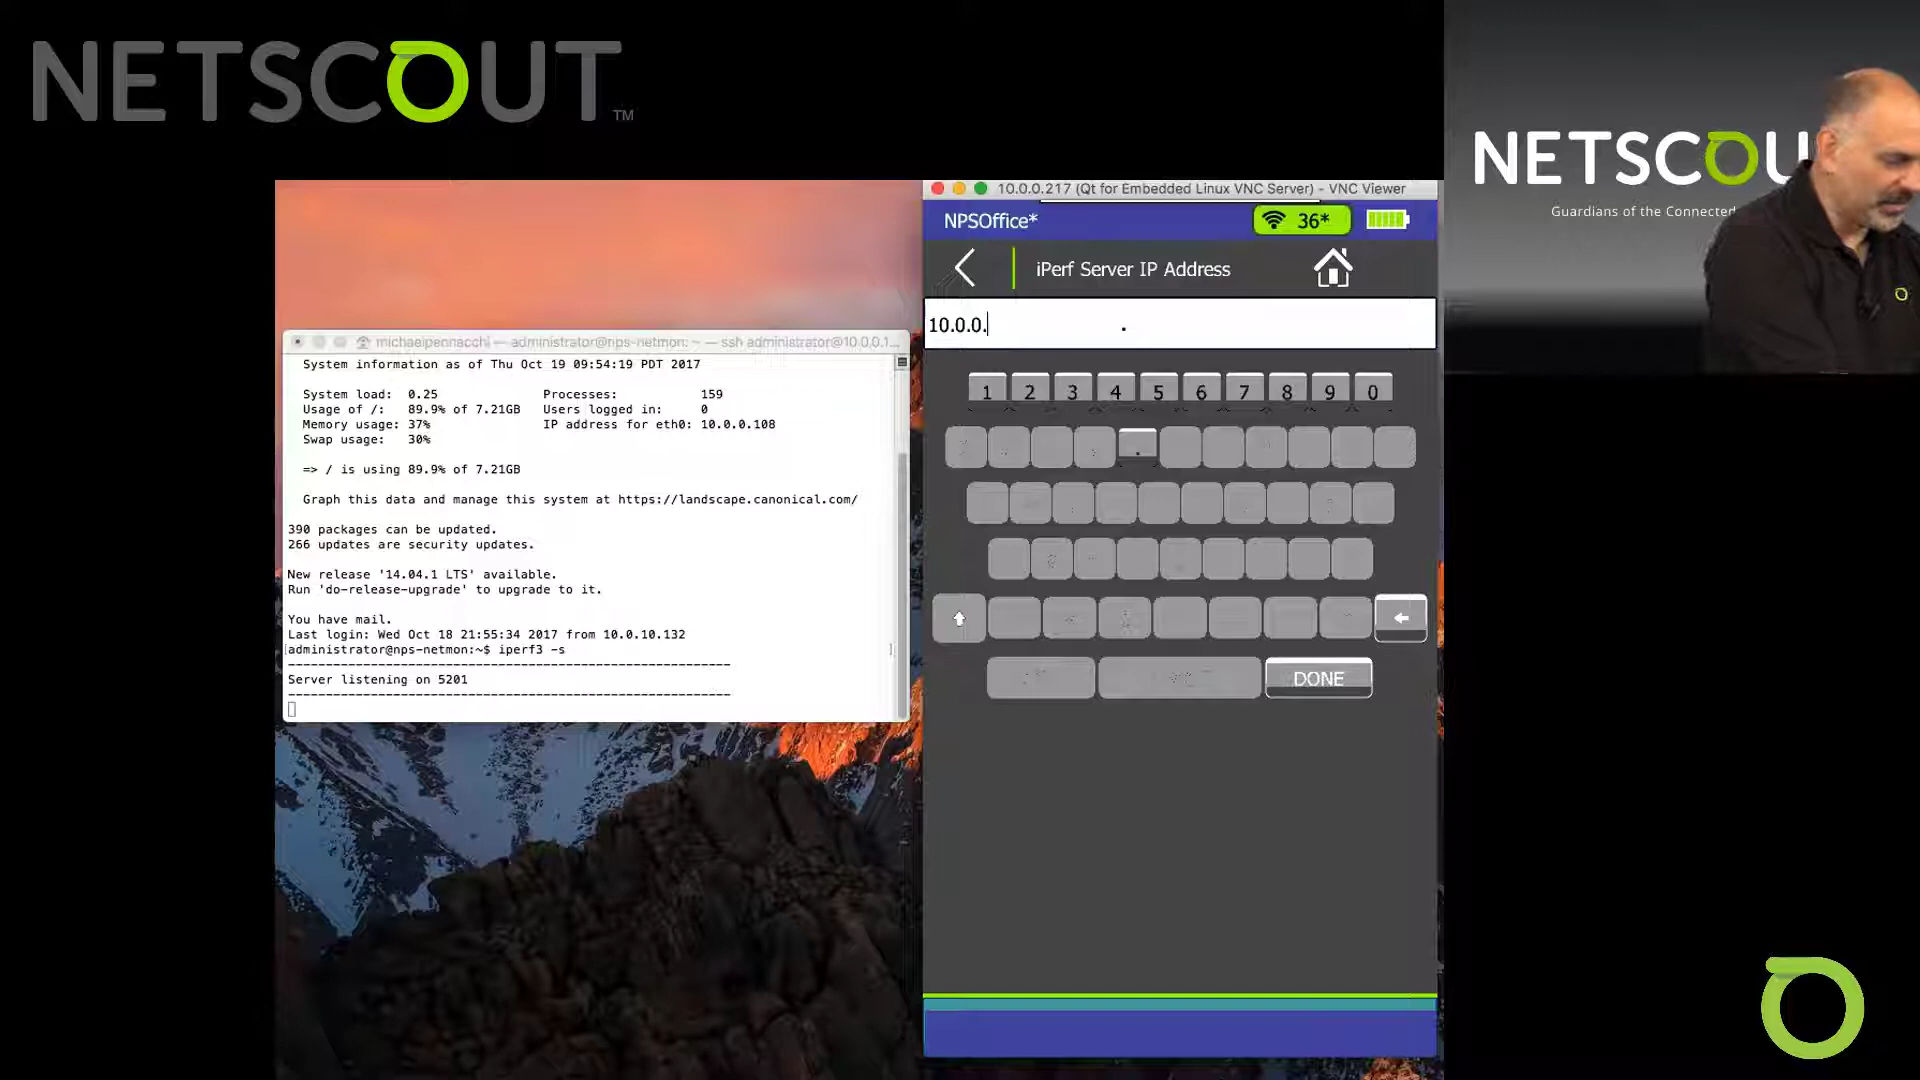 NETSCOUT™
NETSCOU
Guardians of the Connected
10.0.0.217 (Qt for Embedded Linux VNC Server) - VNC Viewer
NPSOffice*
36*
iPerf Server IP Address
10.0.0.
.
1 2 3 4 5 6 7 8 9 0
.
DONE
michaelpennacchi — administrator@nps-netmon: ~ — ssh administrator@10.0.0.1...
System information as of Thu Oct 19 09:54:19 PDT 2017
System load: 0.25 Processes: 159
Usage of /: 89.9% of 7.21GB Users logged in: 0
Memory usage: 37% IP address for eth0: 10.0.0.108
Swap usage: 30%
=> / is using 89.9% of 7.21GB
Graph this data and manage this system at https://landscape.canonical.com/
390 packages can be updated.
266 updates are security updates.
New release '14.04.1 LTS' available.
Run 'do-release-upgrade' to upgrade to it.
You have mail.
Last login: Wed Oct 18 21:55:34 2017 from 10.0.10.132
administrator@nps-netmon:~$ iperf3 -s
-----------------------------------------------------------
Server listening on 5201
-----------------------------------------------------------